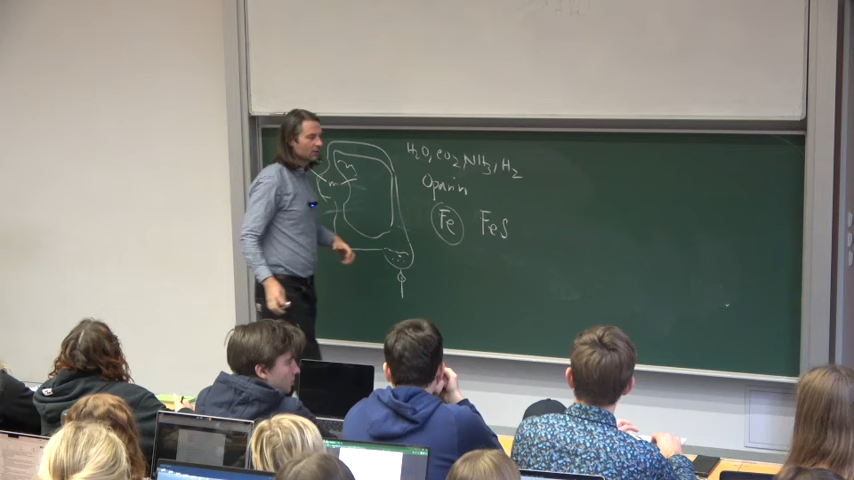 H₂O, CO₂, NH₃, H₂
Oparin
Fe FeS